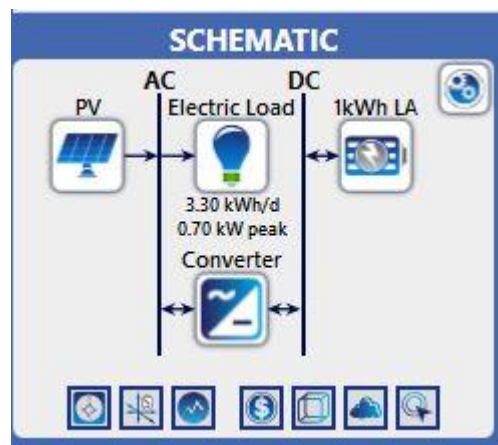 SCHEMATIC
AC DC
PV Electric Load 1kWh LA
3.30 kWh/d
0.70 kW peak
Converter